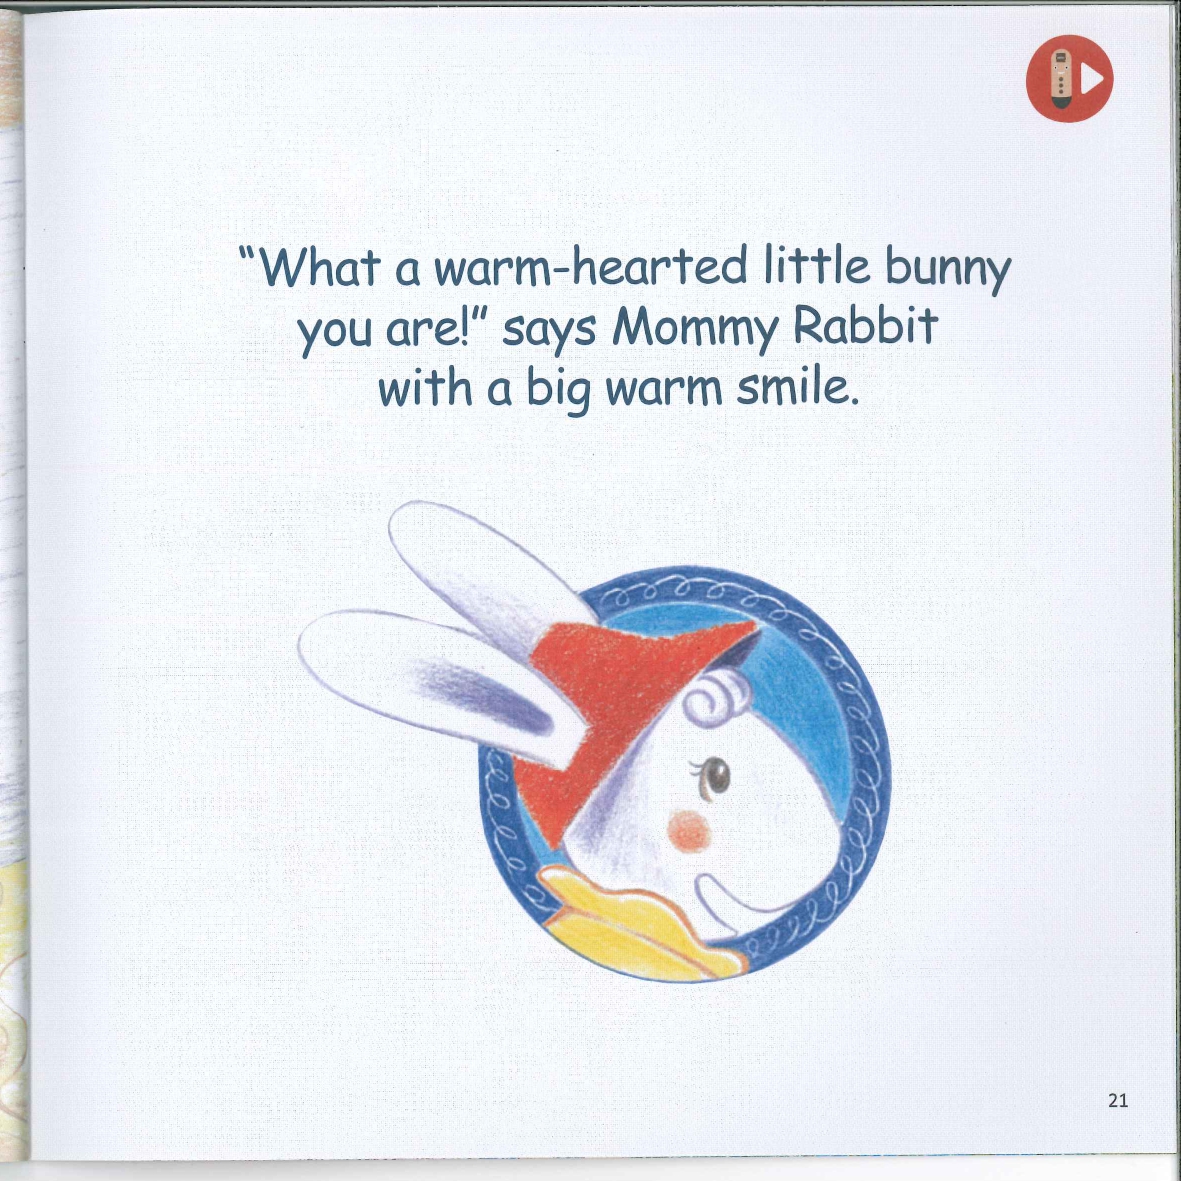 “What a warm-hearted little bunny
you are!” says Mommy Rabbit
with a big warm smile.
21